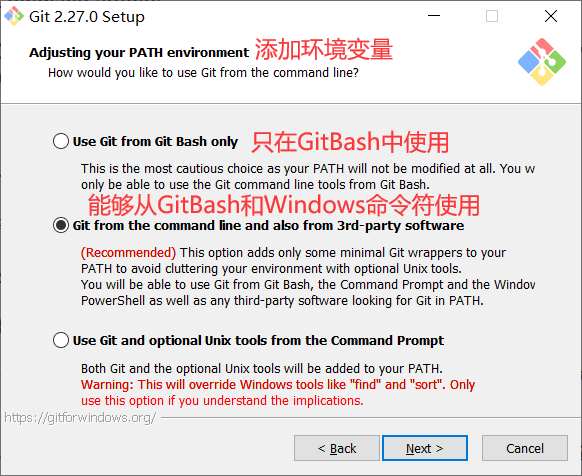 Git 2.27.0 Setup
Adjusting your PATH environment 添加环境变量
How would you like to use Git from the command line?
Use Git from Git Bash only 只在GitBash中使用
This is the most cautious choice as your PATH will not be modified at all. You w
only be able to use the Git command line tools from Git Bash.
能够从GitBash和Windows命令符使用
Git from the command line and also from 3rd-party software
(Recommended) This option adds only some minimal Git wrappers to your
PATH to avoid cluttering your environment with optional Unix tools.
You will be able to use Git from Git Bash, the Command Prompt and the Window
PowerShell as well as any third-party software looking for Git in PATH.
Use Git and optional Unix tools from the Command Prompt
Both Git and the optional Unix tools will be added to your PATH.
Warning: This will override Windows tools like "find" and "sort". Only
use this option if you understand the implications.
https://gitforwindows.org/
< Back
Next >
Cancel